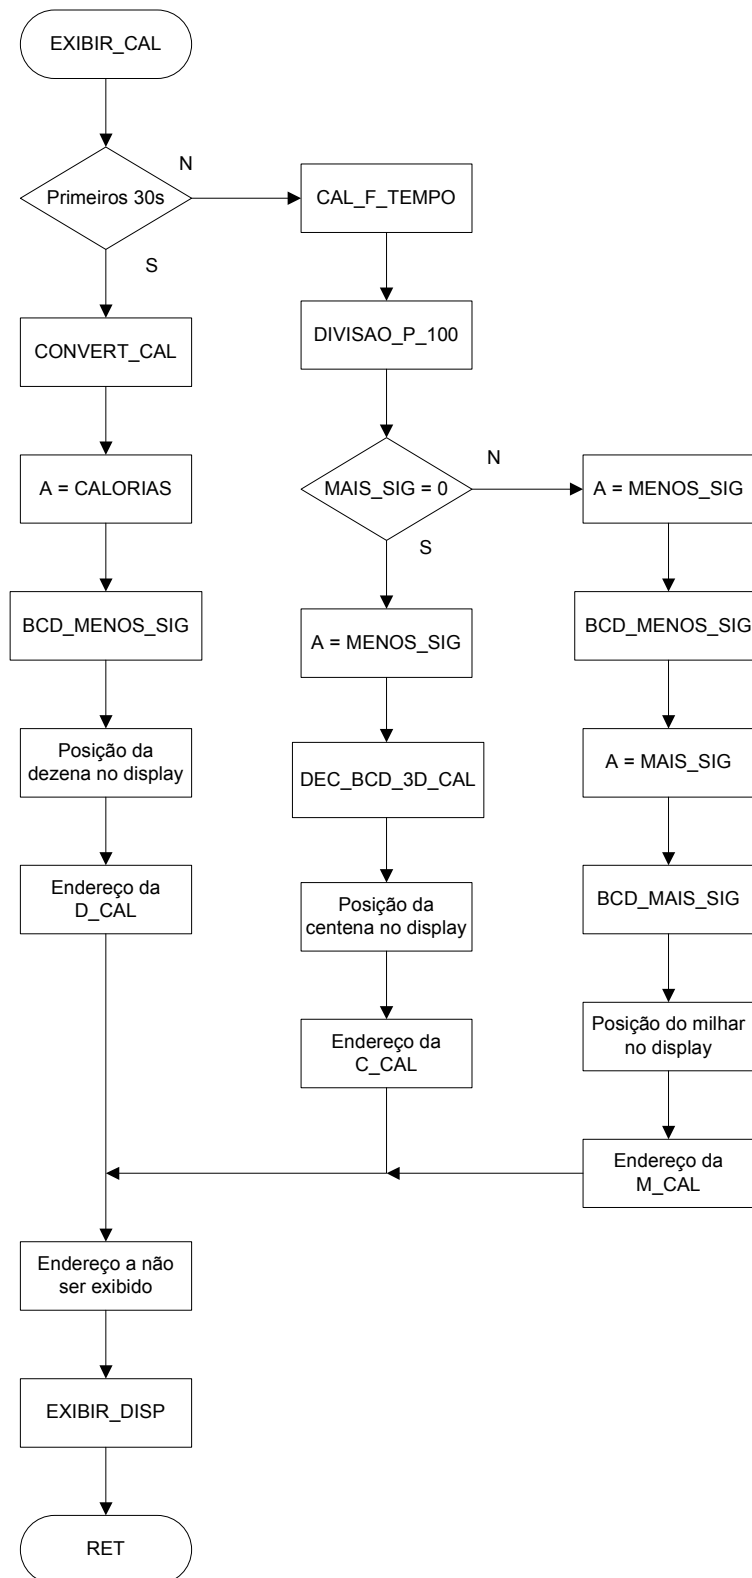 EXIBIR_CAL
Primeiros 30s
N
S
CONVERT_CAL
A = CALORIAS
BCD_MENOS_SIG
Posição da
dezena no display
Endereço da
D_CAL
CAL_F_TEMPO
DIVISAO_P_100
MAIS_SIG = 0
N
S
A = MENOS_SIG
DEC_BCD_3D_CAL
Posição da
centena no display
Endereço da
C_CAL
A = MENOS_SIG
BCD_MENOS_SIG
A = MAIS_SIG
BCD_MAIS_SIG
Posição do milhar
no display
Endereço da
M_CAL
Endereço a não
ser exibido
EXIBIR_DISP
RET